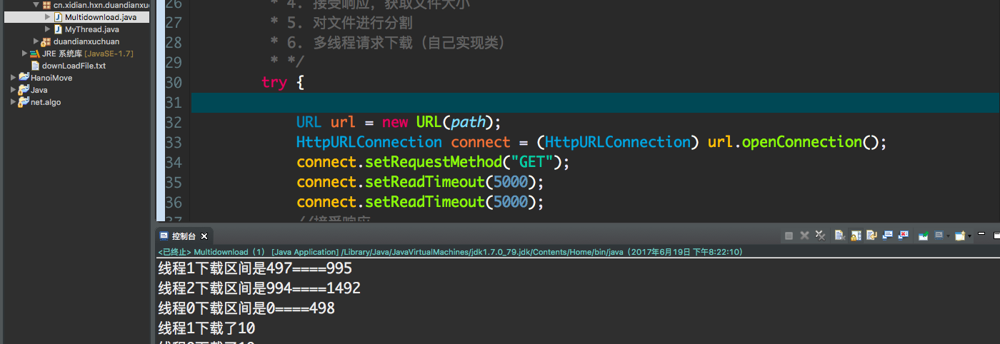 cn.xidian.hxn.duandianxu
Multidownload.java
MyThread.java
duandianxuchuan
JRE 系统库 [JavaSE-1.7]
downLoadFile.txt
HanoiMove
Java
net.algo
26 * 4. 接受响应，获取文件大小
27 * 5. 对文件进行分割
28 * 6. 多线程请求下载（自己实现类）
29 * */
30 try {
31
32 URL url = new URL(path);
33 HttpURLConnection connect = (HttpURLConnection) url.openConnection();
34 connect.setRequestMethod("GET");
35 connect.setReadTimeout(5000);
36 connect.setReadTimeout(5000);
37 //接受响应
控制台
<已终止> Multidownload（1） [Java Application] /Library/Java/JavaVirtualMachines/jdk1.7.0_79.jdk/Contents/Home/bin/java（2017年6月19日 下午8:22:10）
线程1下载区间是497====995
线程2下载区间是994====1492
线程0下载区间是0====498
线程1下载了10